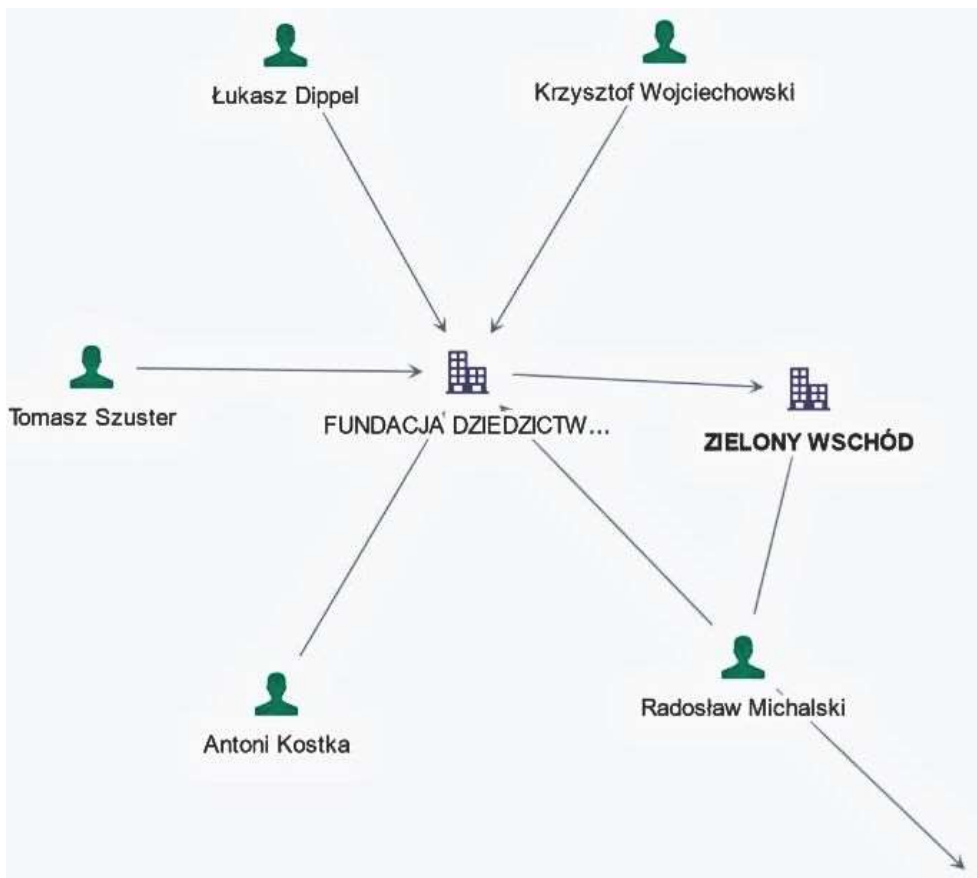 Łukasz Dippel
Krzysztof Wojciechowski
Tomasz Szuster
FUNDACJA DZIEDZICTW...
ZIELONY WSCHÓD
Antoni Kostka
Radosław Michalski